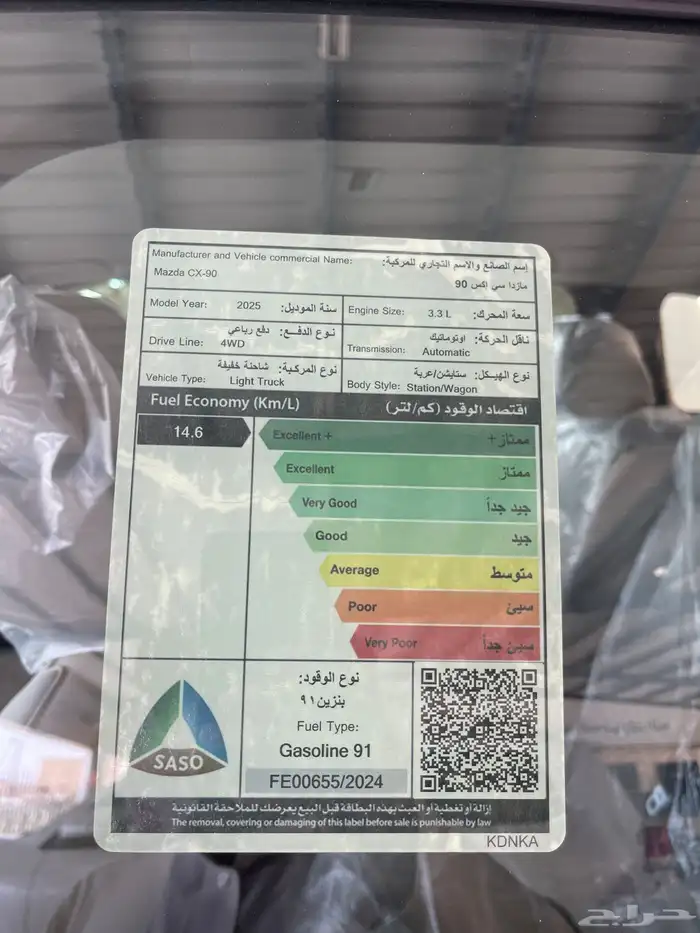 Manufacturer and Vehicle commercial Name: إسم الصانع والاسم التجاري للمركبة:
Mazda CX-90 مازدا سي إكس 90
Model Year: 2025 سنة الموديل:
Engine Size: 3.3 L سعة المحرك:
نوع الدفع: دفع رباعي
Drive Line: 4WD
ناقل الحركة: اوتوماتيك
Transmission: Automatic
نوع المركبة: شاحنة خفيفة
Vehicle Type: Light Truck
نوع الهيكل: ستايشن/عربة
Body Style: Station/Wagon
Fuel Economy (Km/L) اقتصاد الوقود (كم/لتر)
14.6
Excellent + ممتاز+
Excellent ممتاز
Very Good جيد جداً
Good جيد
Average متوسط
Poor سيئ
Very Poor سيئ جداً
SASO
نوع الوقود:
بنزين ٩١
Fuel Type:
Gasoline 91
FE00655/2024
إزالة أو تغطية أو العبث بهذه البطاقة قبل البيع يعرضك للملاحقة القانونية
The removal, covering or damaging of this label before sale is punishable by law
KDNKA
حراج